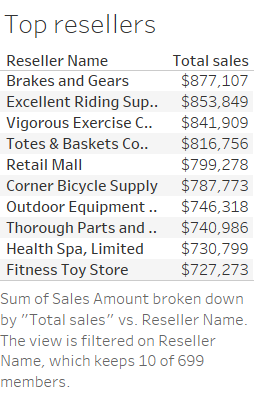 Top resellers
Reseller Name Total sales
Brakes and Gears $877,107
Excellent Riding Sup.. $853,849
Vigorous Exercise C.. $841,909
Totes & Baskets Co.. $816,756
Retail Mall $799,278
Corner Bicycle Supply $787,773
Outdoor Equipment .. $746,318
Thorough Parts and .. $740,986
Health Spa, Limited $730,799
Fitness Toy Store $727,273
Sum of Sales Amount broken down
by "Total sales" vs. Reseller Name.
The view is filtered on Reseller
Name, which keeps 10 of 699
members.